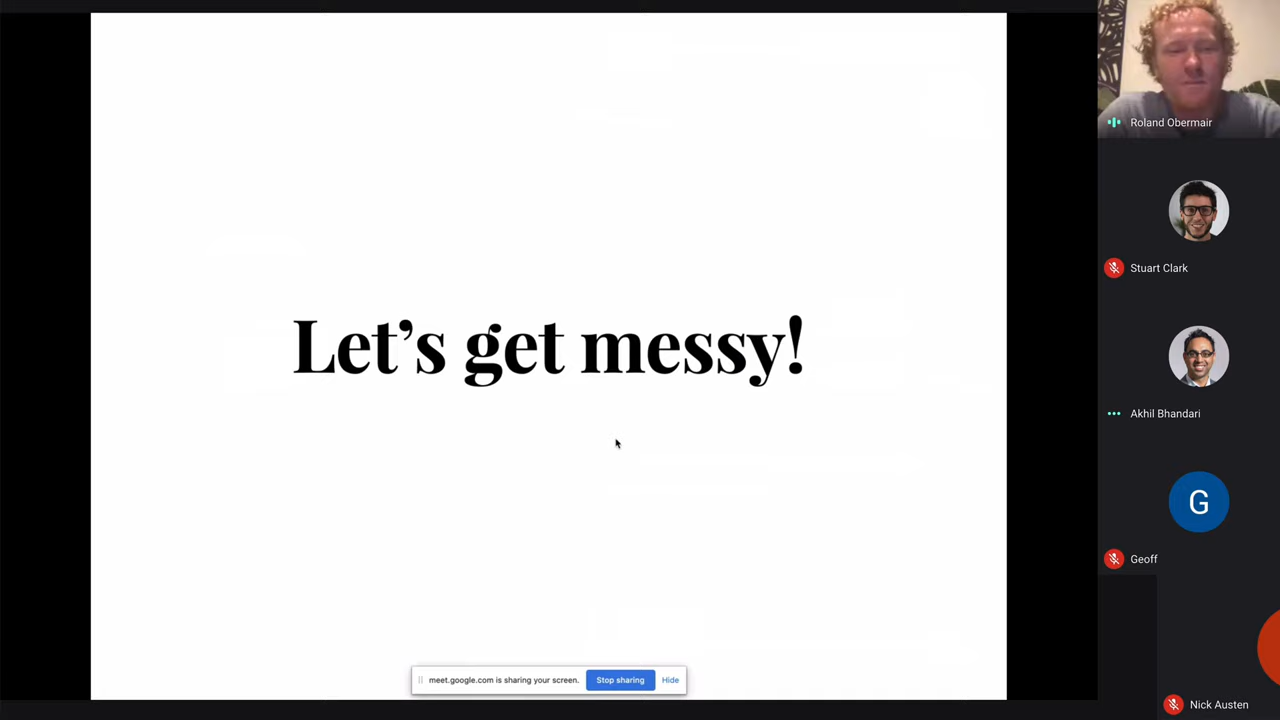 Let’s get messy!
meet.google.com is sharing your screen.
Stop sharing
Hide
Roland Obermair
Stuart Clark
Akhil Bhandari
G
Geoff
Nick Austen